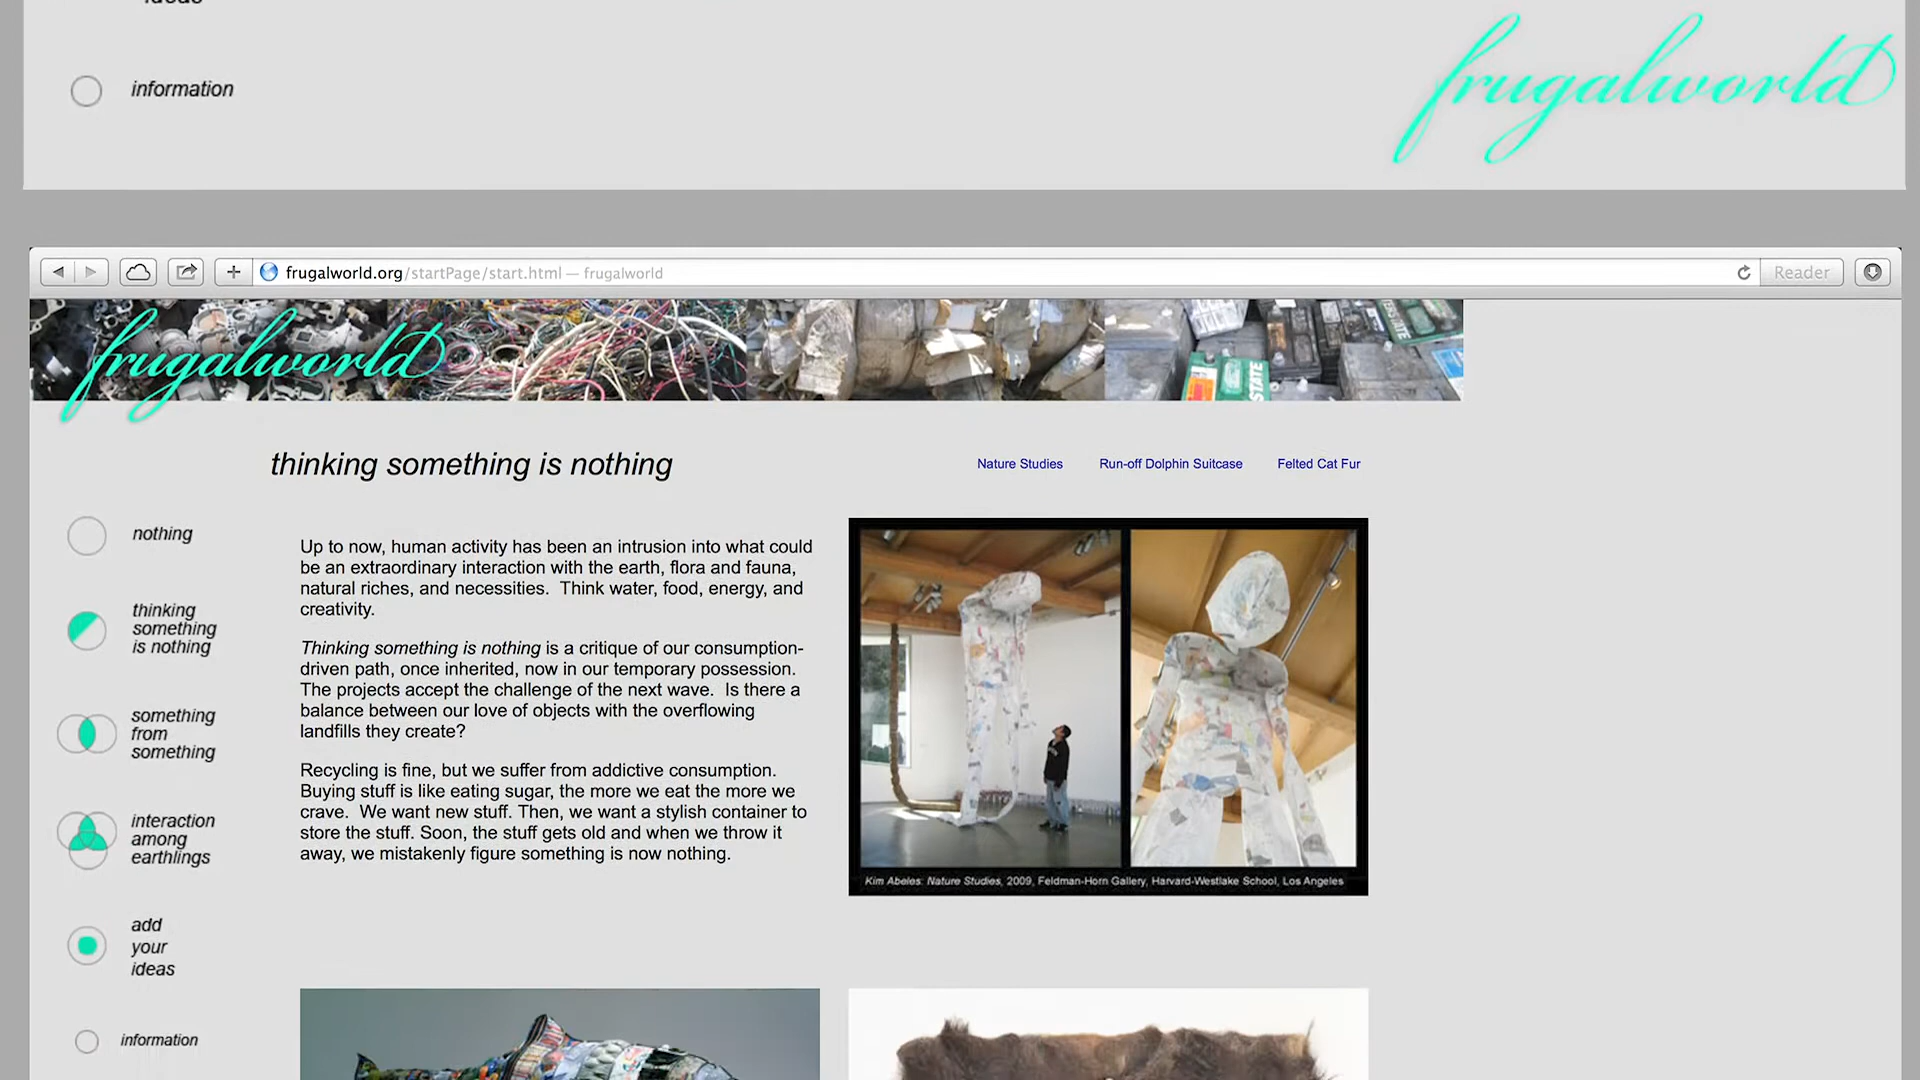 ideas
information
frugalworld
frugalworld.org/startPage/start.html — frugalworld
Reader
frugalworld
STATE
thinking something is nothing
Nature Studies
Run-off Dolphin Suitcase
Felted Cat Fur
nothing
thinking
something
is nothing
something
from
something
interaction
among
earthlings
add
your
ideas
information
Up to now, human activity has been an intrusion into what could
be an extraordinary interaction with the earth, flora and fauna,
natural riches, and necessities.  Think water, food, energy, and
creativity.
Thinking something is nothing is a critique of our consumption-
driven path, once inherited, now in our temporary possession.
The projects accept the challenge of the next wave.  Is there a
balance between our love of objects with the overflowing
landfills they create?
Recycling is fine, but we suffer from addictive consumption.
Buying stuff is like eating sugar, the more we eat the more we
crave.  We want new stuff. Then, we want a stylish container to
store the stuff. Soon, the stuff gets old and when we throw it
away, we mistakenly figure something is now nothing.
Kim Abeles: Nature Studies, 2009, Feldman-Horn Gallery, Harvard-Westlake School, Los Angeles